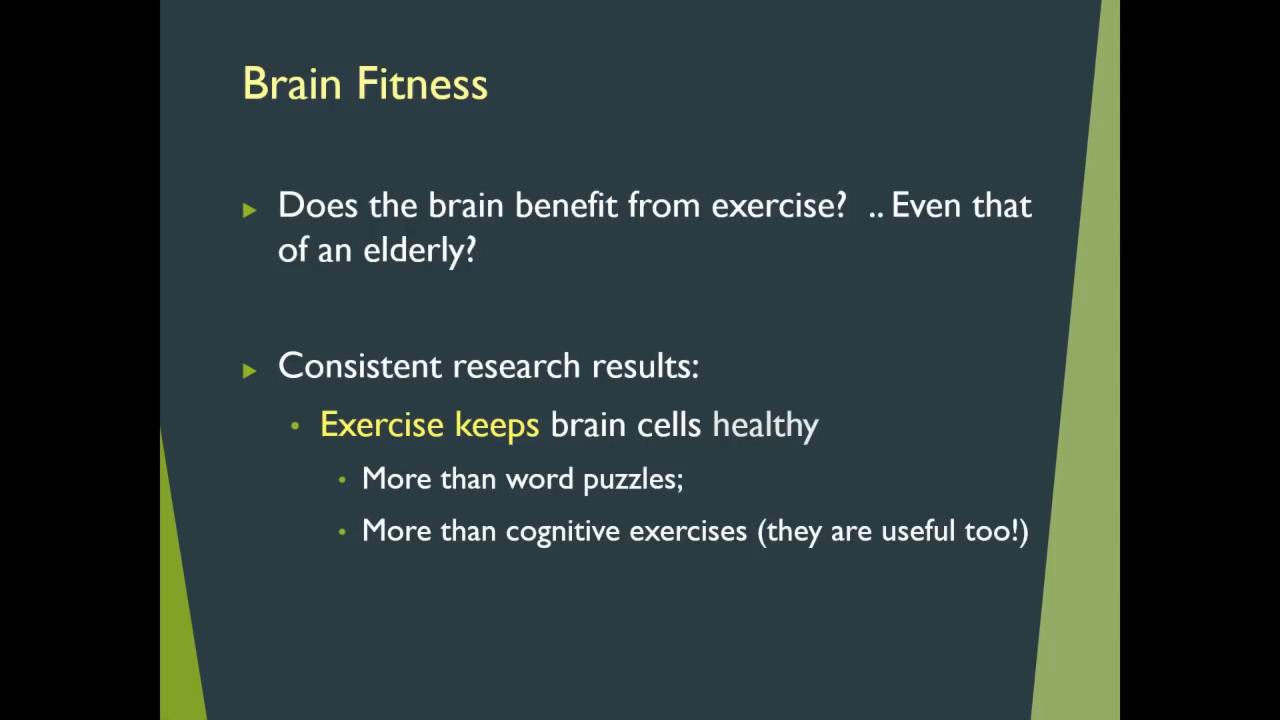 Brain Fitness
Does the brain benefit from exercise? .. Even that
of an elderly?
Consistent research results:
Exercise keeps brain cells healthy
More than word puzzles;
More than cognitive exercises (they are useful too!)